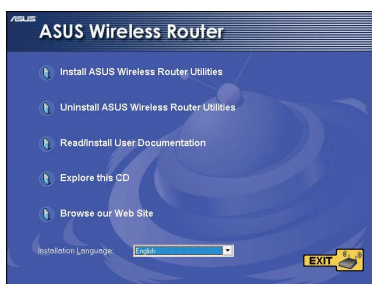 ASUS
ASUS Wireless Router
Install ASUS Wireless Router Utilities
Uninstall ASUS Wireless Router Utilities
Read/Install User Documentation
Explore this CD
Browse our Web Site
Installation Language: English
EXIT